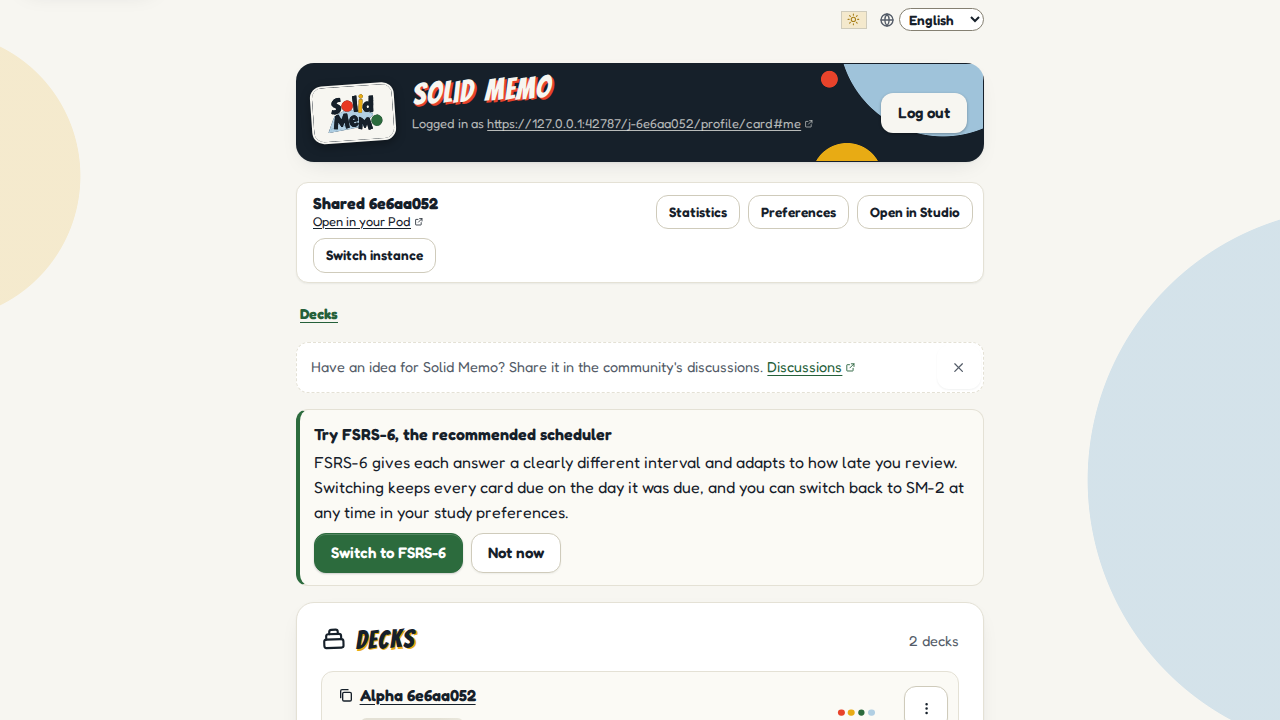 English
Solid
Memo
SOLID MEMO
Logged in as https://127.0.0.1:42787/j-6e6aa052/profile/card#me
Log out
Shared 6e6aa052
Open in your Pod
Statistics
Preferences
Open in Studio
Switch instance
Decks
Have an idea for Solid Memo? Share it in the community's discussions. Discussions
Try FSRS-6, the recommended scheduler
FSRS-6 gives each answer a clearly different interval and adapts to how late you review.
Switching keeps every card due on the day it was due, and you can switch back to SM-2 at
any time in your study preferences.
Switch to FSRS-6
Not now
DECKS
2 decks
Alpha 6e6aa052